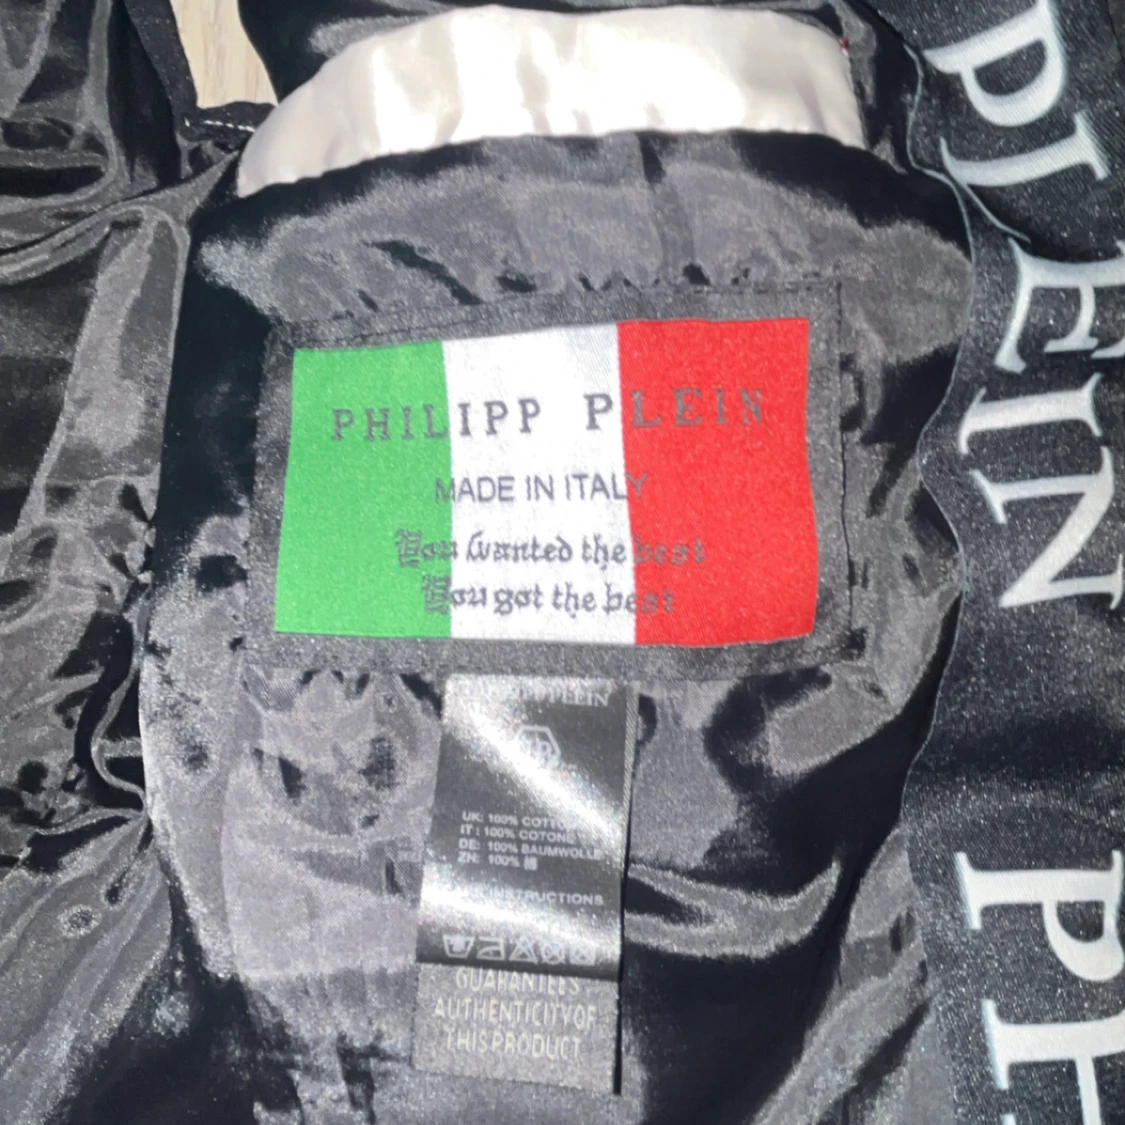 PHILIPP PLEIN
MADE IN ITALY
You wanted the best
You got the best
PLEIN
UK: 100% COTTON
IT : 100% COTONE
DE: 100% BAUMWOLLE
ZH: 100% 棉
INSTRUCTIONS
GUARANTEES
AUTHENTICITY OF
THIS PRODUCT
PLEIN